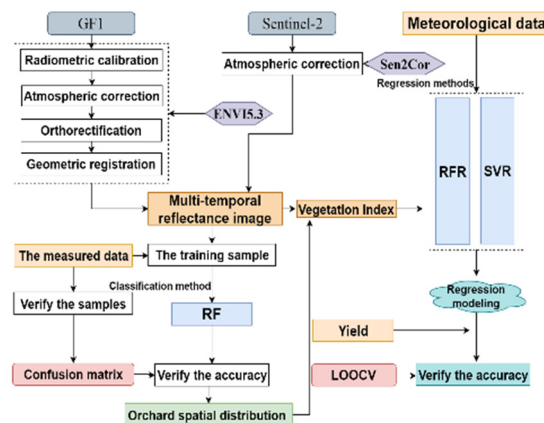 GF1
Sentinel-2
Meteorological data
Radiometric calibration
Atmospheric correction
Orthorectification
Geometric registration
ENVI5.3
Atmospheric correction
Sen2Cor
Regression methods
RFR
SVR
Multi-temporal
reflectance image
Vegetation Index
The measured data
The training sample
Classification method
Verify the samples
RF
Regression
modeling
Yield
Confusion matrix
Verify the accuracy
LOOCV
Verify the accuracy
Orchard spatial distribution